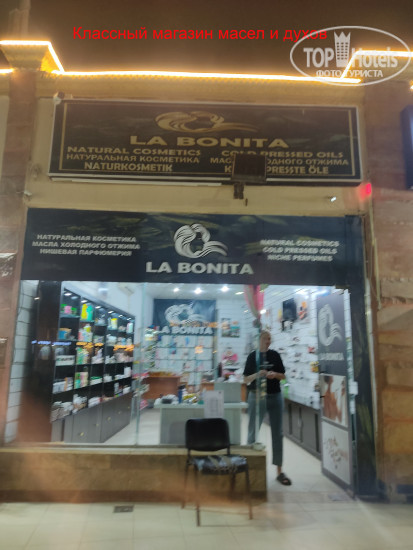 Классный магазин масел и духов
TOP Hotels
ФОТО ТУРИСТА
LA BONITA
NATURAL COSMETICS COLD PRESSED OILS
НАТУРАЛЬНАЯ КОСМЕТИКА МАСЛА ХОЛОДНОГО ОТЖИМА
NATURKOSMETIK ÖLE
НАТУРАЛЬНАЯ КОСМЕТИКА
МАСЛА ХОЛОДНОГО ОТЖИМА
НИШЕВАЯ ПАРФЮМЕРИЯ
LA BONITA
NATURAL COSMETICS
COLD PRESSED OILS
NICHE PERFUMES
LA BONITA
LA BONITA